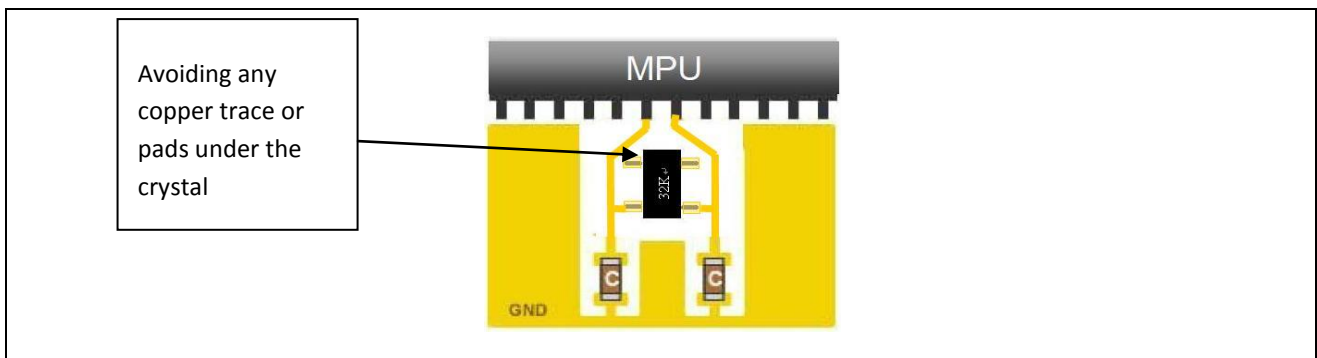 Avoiding any
copper trace or
pads under the
crystal
MPU
32K↵
C
C
GND